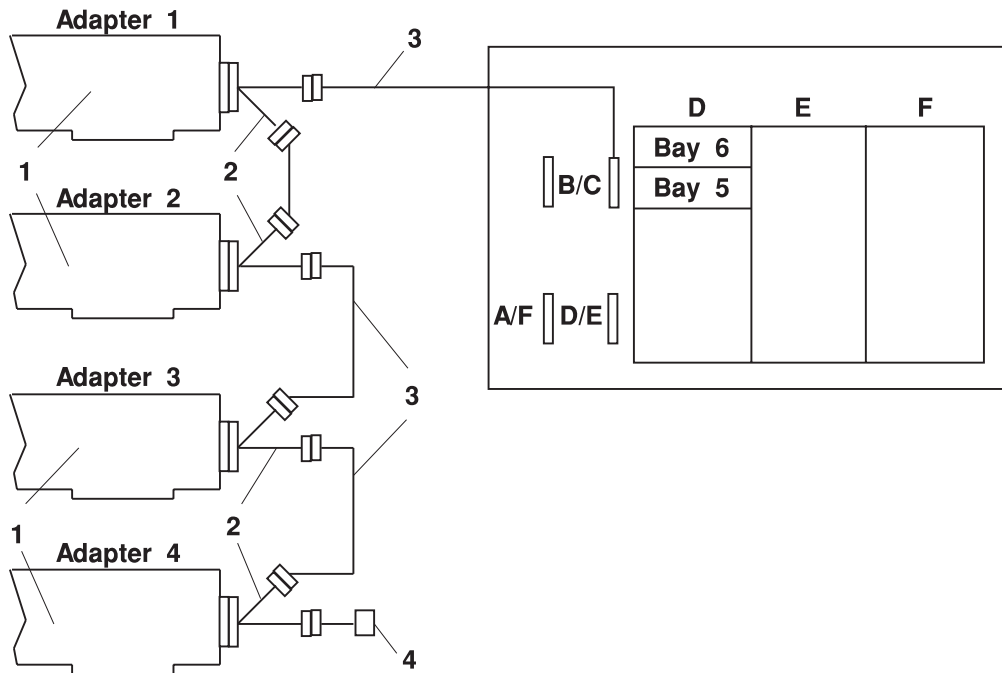 Adapter 1
3
D E F
Bay 6
1
2
B/C
Bay 5
Adapter 2
A/F D/E
Adapter 3
3
1
2
Adapter 4
4